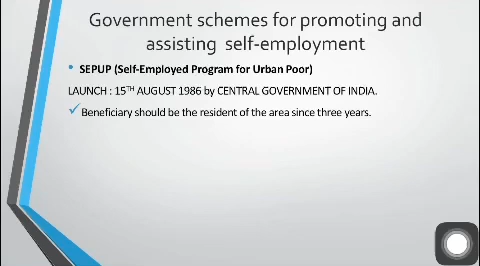 Government schemes for promoting and
assisting self-employment
• SEPUP (Self-Employed Program for Urban Poor)
LAUNCH : 15TH AUGUST 1986 by CENTRAL GOVERNMENT OF INDIA.
✓ Beneficiary should be the resident of the area since three years.